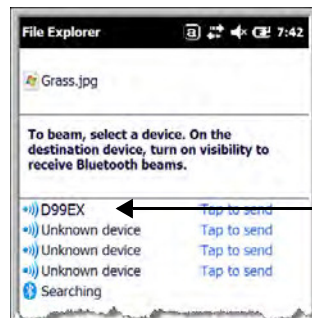 File Explorer 7:42
Grass.jpg
To beam, select a device. On the
destination device, turn on visibility to
receive Bluetooth beams.
D99EX Tap to send
Unknown device Tap to send
Unknown device Tap to send
Unknown device Tap to send
Searching